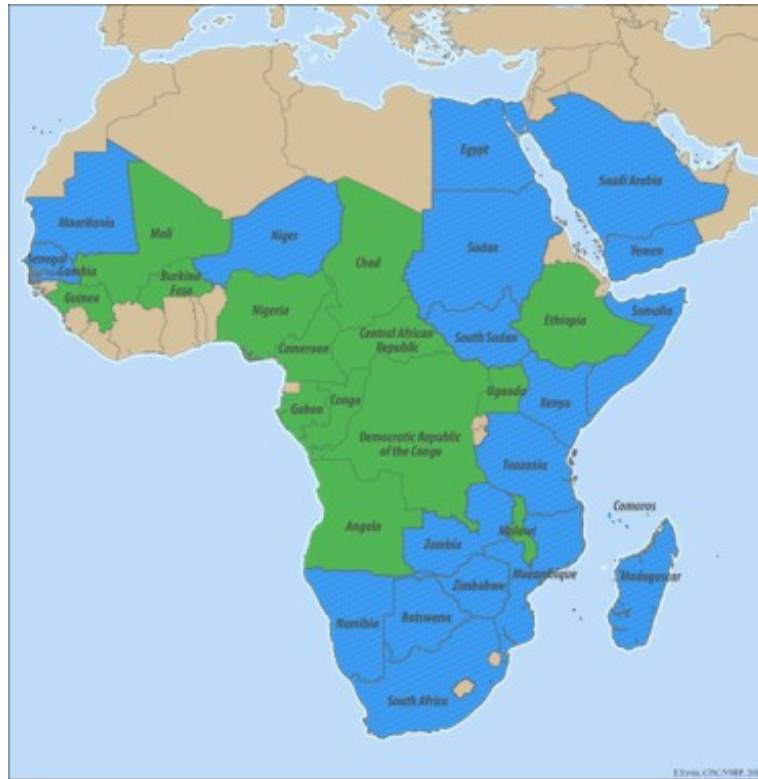 Egypt
Saudi Arabia
Mauritania
Mali
Niger
Chad
Sudan
Yemen
Senegal
Gambia
Burkina
Faso
Guinea
Nigeria
Somalia
Ethiopia
Central African
Republic
South Sudan
Cameroon
Uganda
Gabon
Congo
Kenya
Democratic Republic
of the Congo
Tanzania
Comoros
Angola
Malawi
Zambia
Mozambique
Madagascar
Zimbabwe
Namibia
Botswana
South Africa